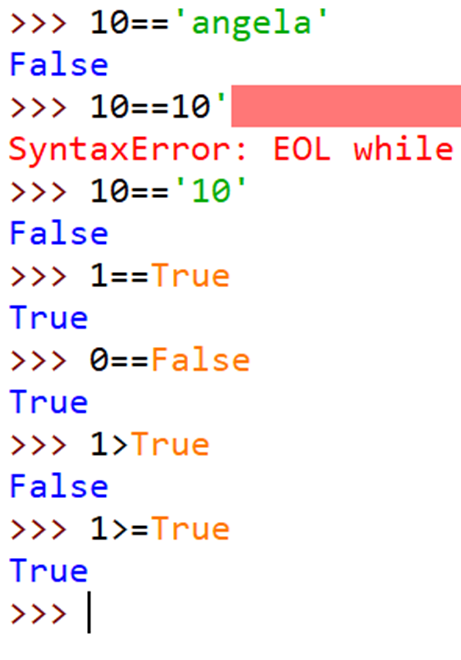 >>> 10=='angela'
False
>>> 10==10'
SyntaxError: EOL while
>>> 10=='10'
False
>>> 1==True
True
>>> 0==False
True
>>> 1>True
False
>>> 1>=True
True
>>>